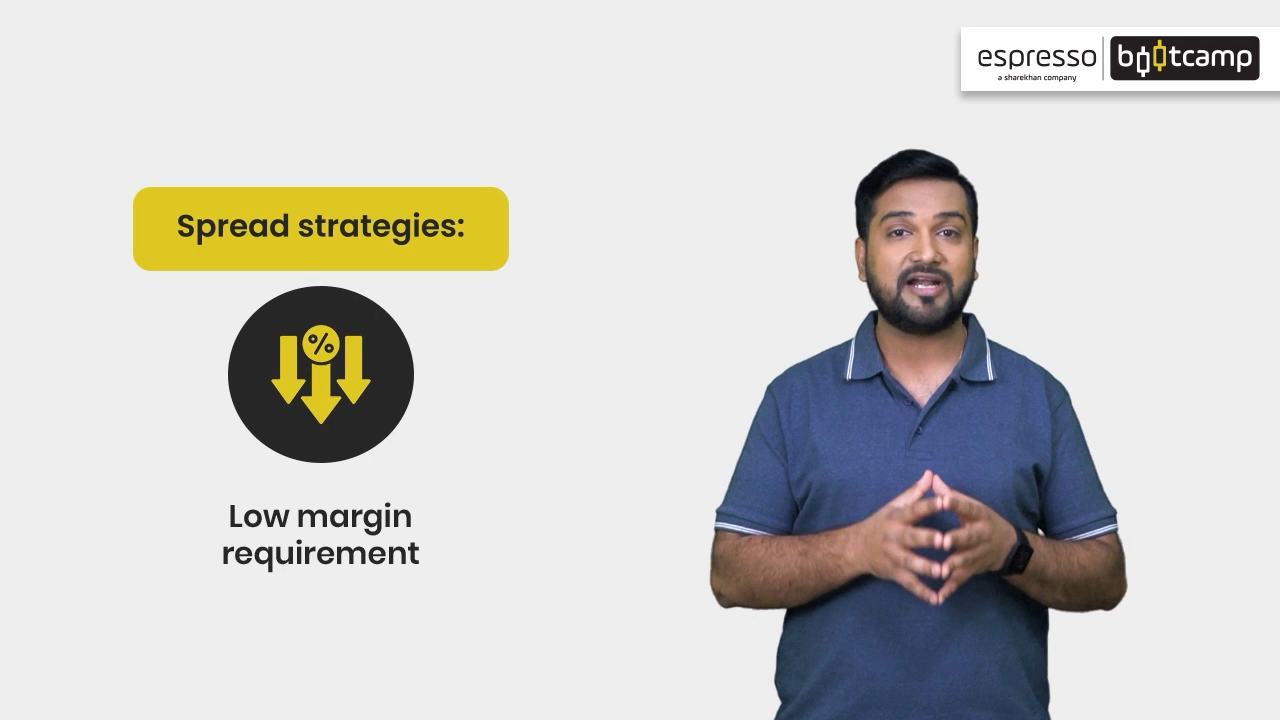 espresso
a sharekhan company
bootcamp
Spread strategies:
%
Low margin
requirement